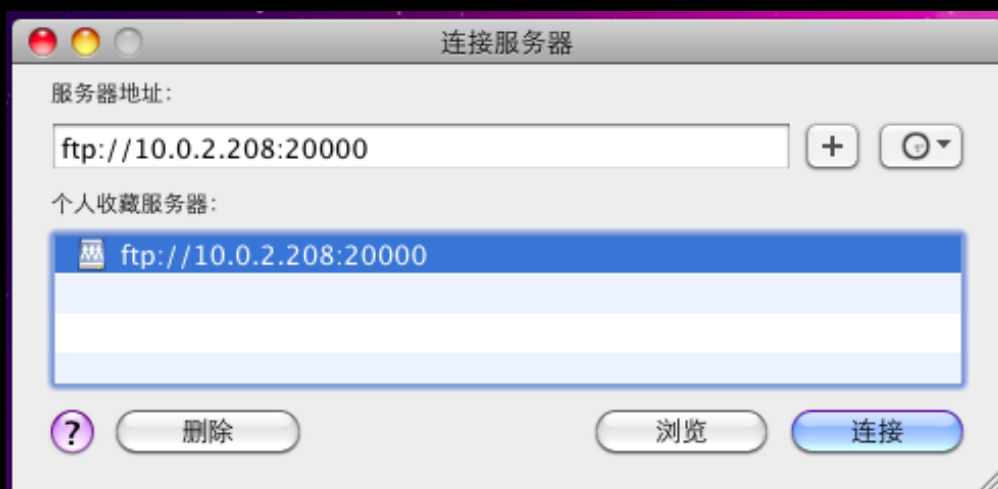 连接服务器
服务器地址：
ftp://10.0.2.208:20000
个人收藏服务器：
ftp://10.0.2.208:20000
? 删除 浏览 连接